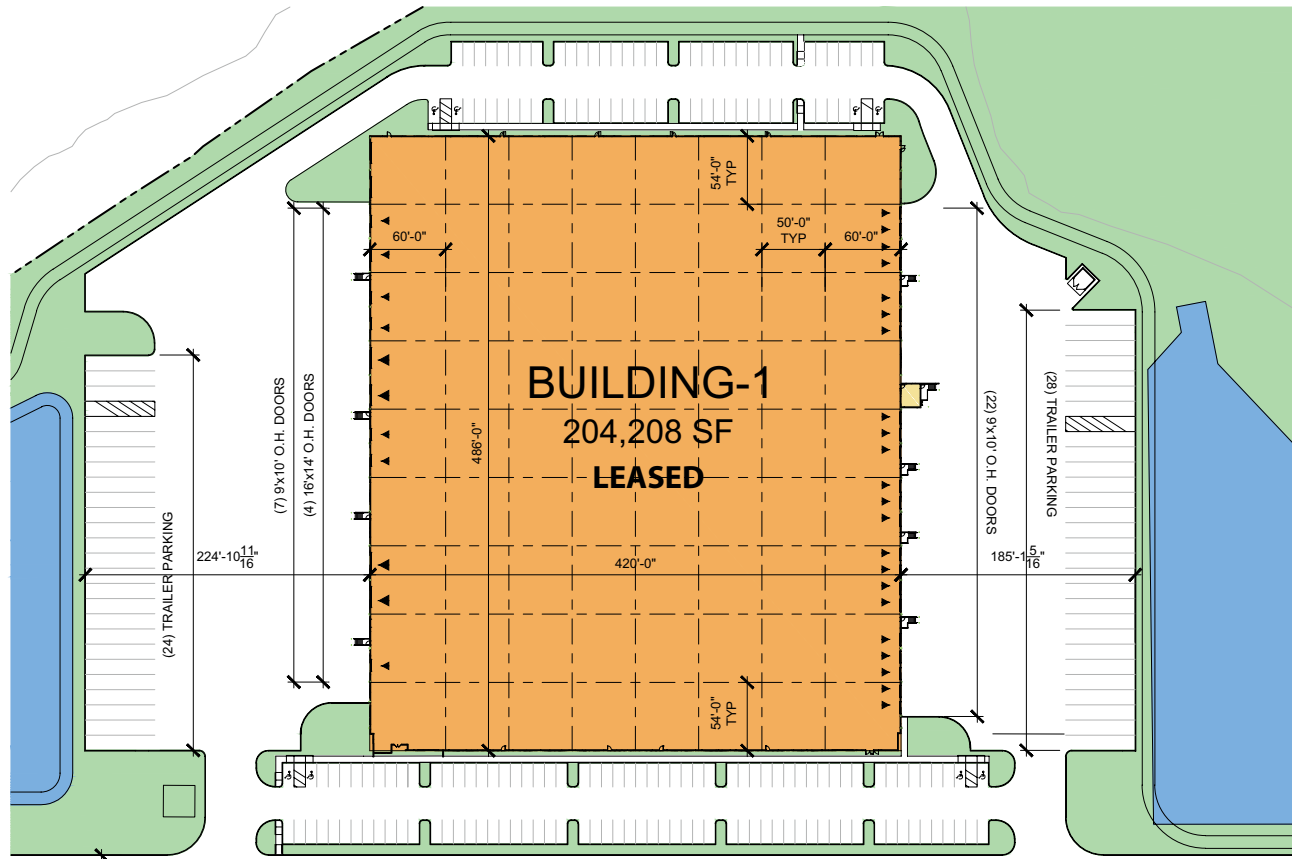 54'-0"
TYP
60'-0"
50'-0"
TYP
60'-0"
BUILDING-1
204,208 SF
LEASED
486'-0"
(7) 9'x10' O.H. DOORS
(4) 16'x14' O.H. DOORS
(22) 9'x10' O.H. DOORS
(28) TRAILER PARKING
(24) TRAILER PARKING
224'-10 11/16"
420'-0"
185'-1 5/16"
54'-0"
TYP